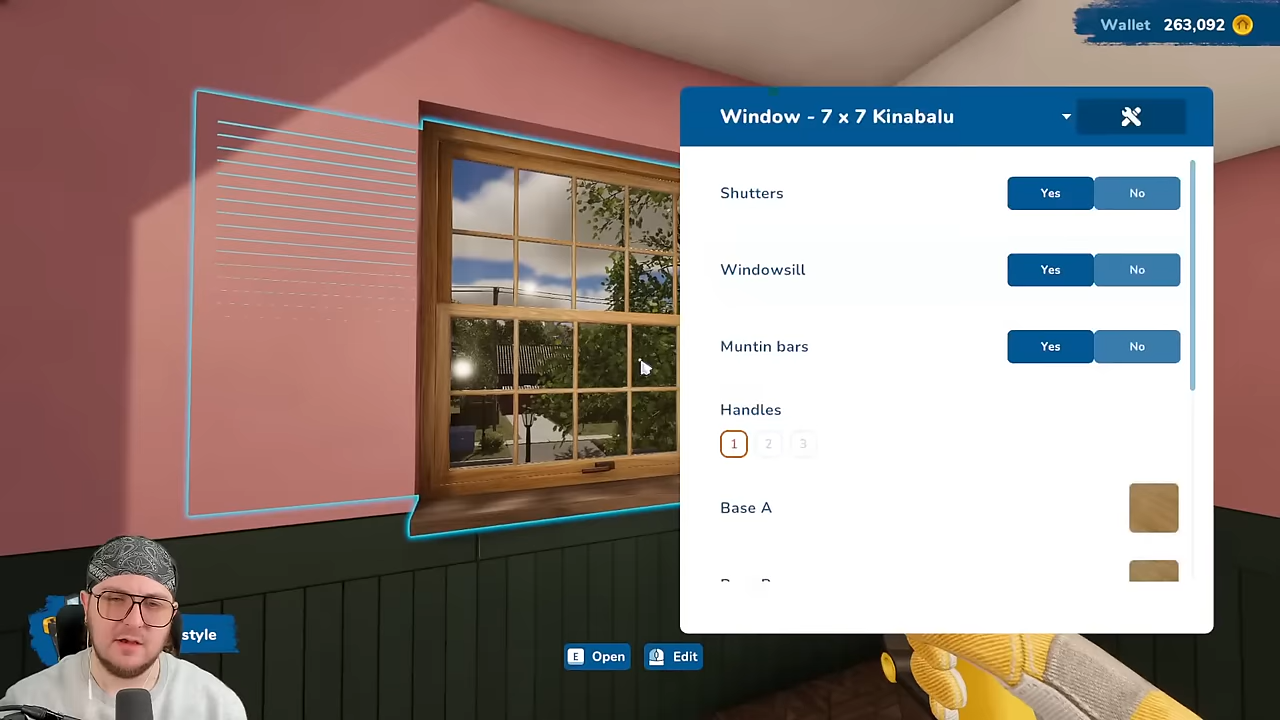 Wallet 263,092
Window - 7 x 7 Kinabalu
Shutters Yes No
Windowsill Yes No
Muntin bars Yes No
Handles
1 2 3
Base A
style
E Open Edit